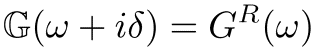 𝔾(ω + iδ) = G^R(ω)